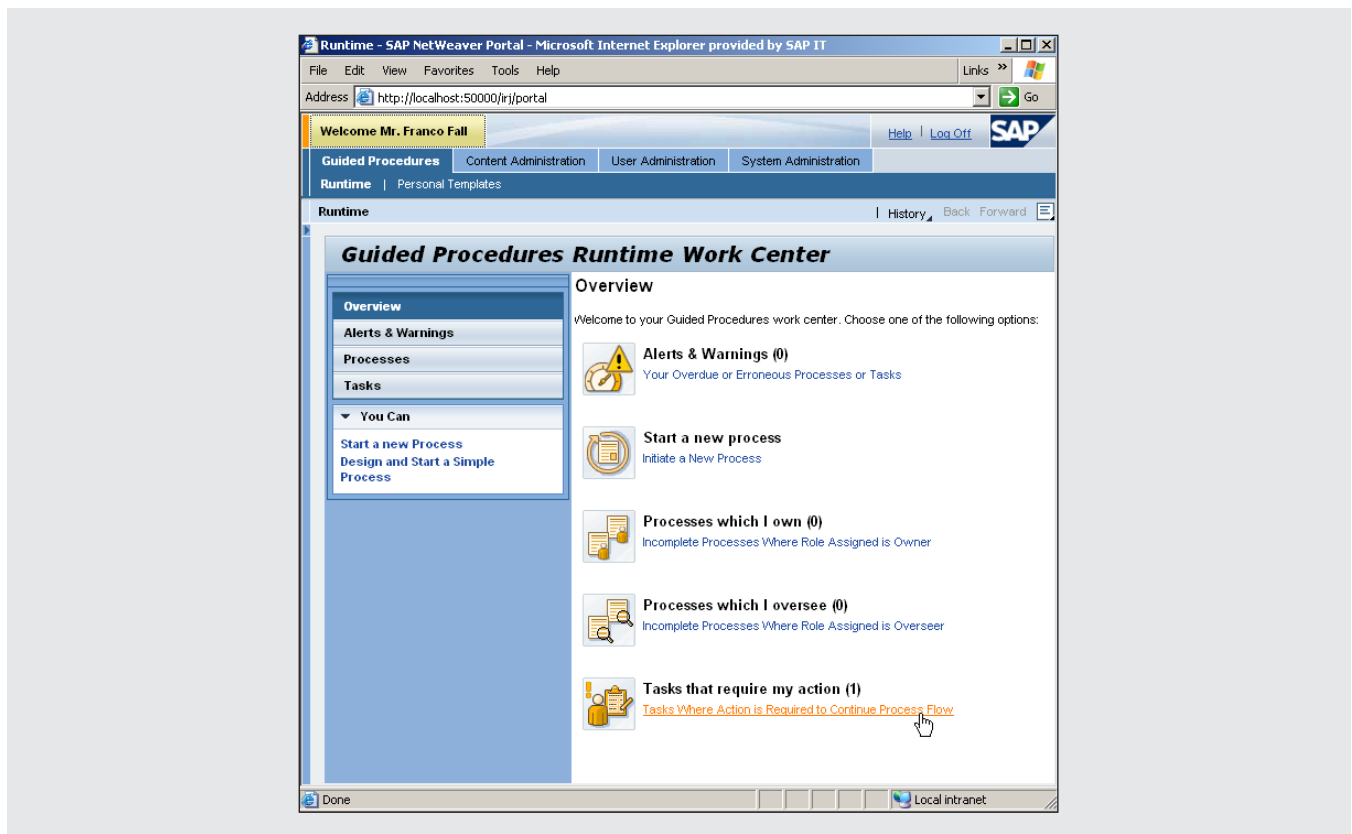 Runtime - SAP NetWeaver Portal - Microsoft Internet Explorer provided by SAP IT
File Edit View Favorites Tools Help Links »
Address http://localhost:50000/irj/portal Go
Welcome Mr. Franco Fall Help | Log Off SAP
Guided Procedures Content Administration User Administration System Administration
Runtime | Personal Templates
Runtime | History Back Forward
Guided Procedures Runtime Work Center
Overview
Alerts & Warnings
Processes
Tasks
You Can
Start a new Process
Design and Start a Simple
Process
Overview
Welcome to your Guided Procedures work center. Choose one of the following options:
Alerts & Warnings (0)
Your Overdue or Erroneous Processes or Tasks
Start a new process
Initiate a New Process
Processes which I own (0)
Incomplete Processes Where Role Assigned is Owner
Processes which I oversee (0)
Incomplete Processes Where Role Assigned is Overseer
Tasks that require my action (1)
Tasks Where Action is Required to Continue Process Flow
Done Local intranet